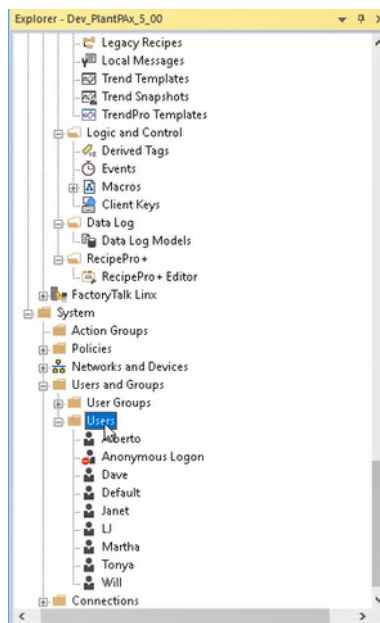 Explorer - Dev_PlantPAx_5_00
Legacy Recipes
Local Messages
Trend Templates
Trend Snapshots
TrendPro Templates
Logic and Control
Derived Tags
Events
Macros
Client Keys
Data Log
Data Log Models
RecipePro+
RecipePro+ Editor
FactoryTalk Linx
System
Action Groups
Policies
Networks and Devices
Users and Groups
User Groups
Users
Alberto
Anonymous Logon
Dave
Default
Janet
LJ
Martha
Tonya
Will
Connections